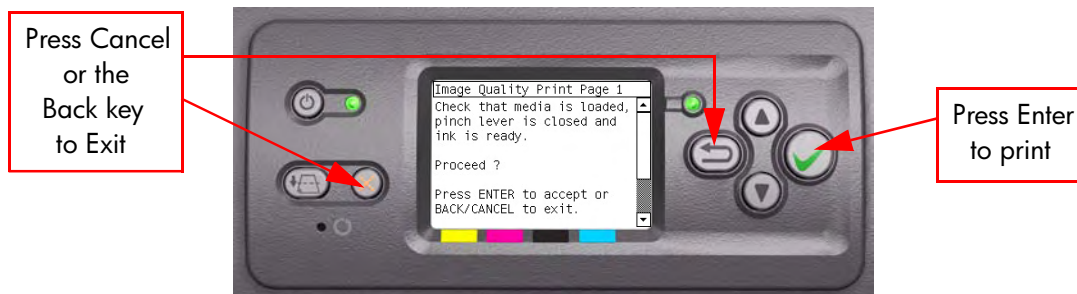 Press Cancel
or the
Back key
to Exit
Image Quality Print Page 1
Check that media is loaded,
pinch lever is closed and
ink is ready.
Proceed ?
Press ENTER to accept or
BACK/CANCEL to exit.
Press Enter
to print